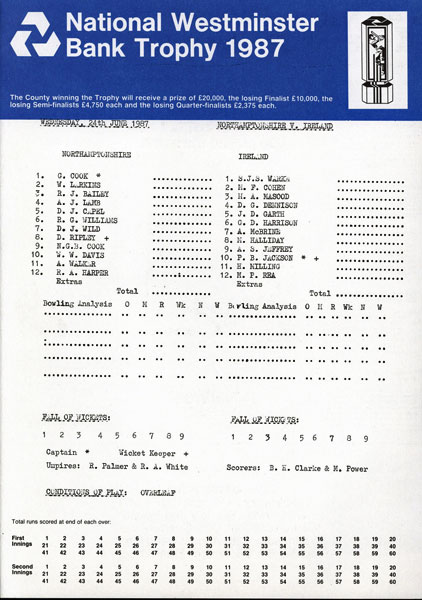 National Westminster
Bank Trophy 1987
The County winning the Trophy will receive a prize of £20,000, the losing Finalist £10,000, the
losing Semi-finalists £4,750 each and the losing Quarter-finalists £2,375 each.
WEDNESDAY, 24th JUNE 1987 NORTHAMPTONSHIRE V. IRELAND
NORTHAMPTONSHIRE IRELAND
1. G. COOK * ............... 1. S.J.S. WARKE ...............
2. W. LARKINS ............... 2. M. F. COHEN ...............
3. R. J. BAILEY ............... 3. M. A. MASOOD ...............
4. A. J. LAMB ............... 4. D. G. DENNISON ...............
5. D. J. CAPEL ............... 5. J. D. GARTH ...............
6. R. G. WILLIAMS ............... 6. G. D. HARRISON ...............
7. D. J. WILD ............... 7. A. McBRINE ...............
8. D. RIPLEY + ............... 8. M. HALLIDAY ...............
9. N.G.B. COOK ............... 9. A. S. JEFFREY ...............
10. W. W. DAVIS ............... 10. P. B. JACKSON * + ...............
11. A. WALKER ............... 11. H. MILLING ...............
12. R. A. HARPER ............... 12. M. P. REA ...............
Extras Extras
Total ............... Total ...............
Bowling Analysis O M R Wk N W Bowling Analysis O M R Wk N W
FALL OF WICKETS: FALL OF WICKETS:
1 2 3 4 5 6 7 8 9 1 2 3 4 5 6 7 8 9
Captain * Wicket Keeper +
Umpires: R. Palmer & R. A. White Scorers: B. H. Clarke & M. Power
CONDITIONS OF PLAY: OVERLEAF
Total runs scored at end of each over:
First 1 2 3 4 5 6 7 8 9 10 11 12 13 14 15 16 17 18 19 20
Innings 21 22 23 24 25 26 27 28 29 30 31 32 33 34 35 36 37 38 39 40
41 42 43 44 45 46 47 48 49 50 51 52 53 54 55 56 57 58 59 60
Second 1 2 3 4 5 6 7 8 9 10 11 12 13 14 15 16 17 18 19 20
Innings 21 22 23 24 25 26 27 28 29 30 31 32 33 34 35 36 37 38 39 40
41 42 43 44 45 46 47 48 49 50 51 52 53 54 55 56 57 58 59 60